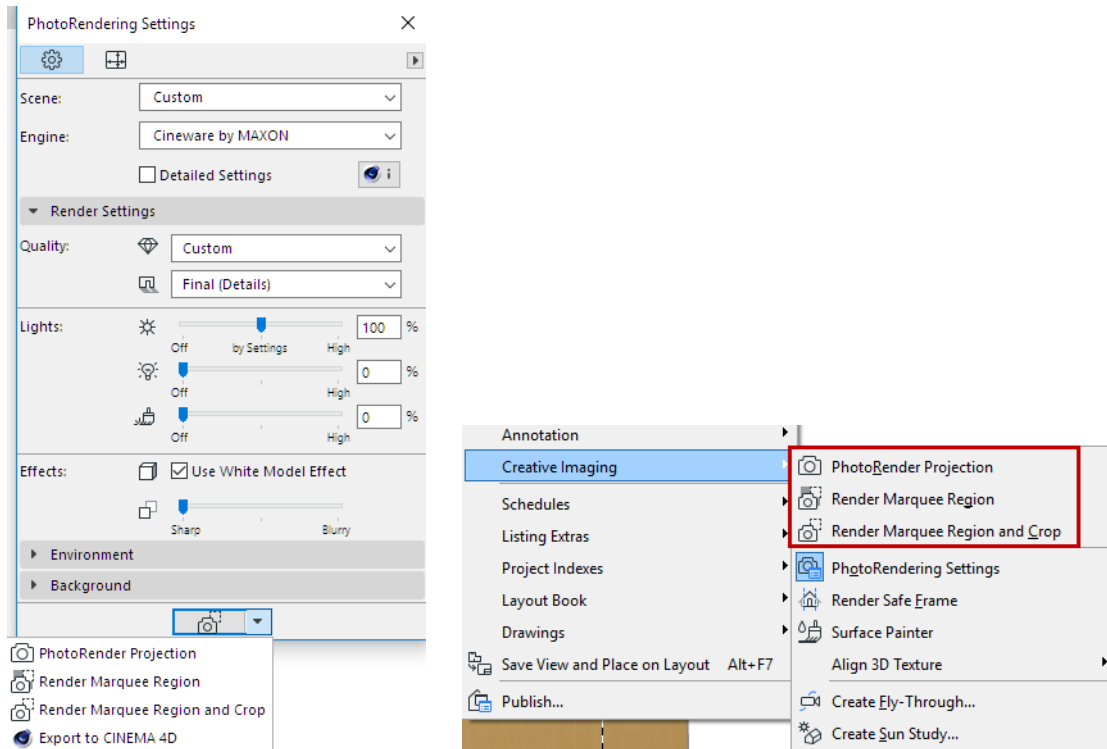 PhotoRendering Settings
Scene:
Custom
Engine:
Cineware by MAXON
Detailed Settings
i
Render Settings
Quality:
Custom
Final (Details)
Lights:
100 %
Off by Settings High
0 %
Off High
0 %
Off High
Effects:
Use White Model Effect
Sharp Blurry
Environment
Background
PhotoRender Projection
Render Marquee Region
Render Marquee Region and Crop
Export to CINEMA 4D
Annotation
Creative Imaging
Schedules
Listing Extras
Project Indexes
Layout Book
Drawings
Save View and Place on Layout Alt+F7
Publish...
PhotoRender Projection
Render Marquee Region
Render Marquee Region and Crop
PhotoRendering Settings
Render Safe Frame
Surface Painter
Align 3D Texture
Create Fly-Through...
Create Sun Study...